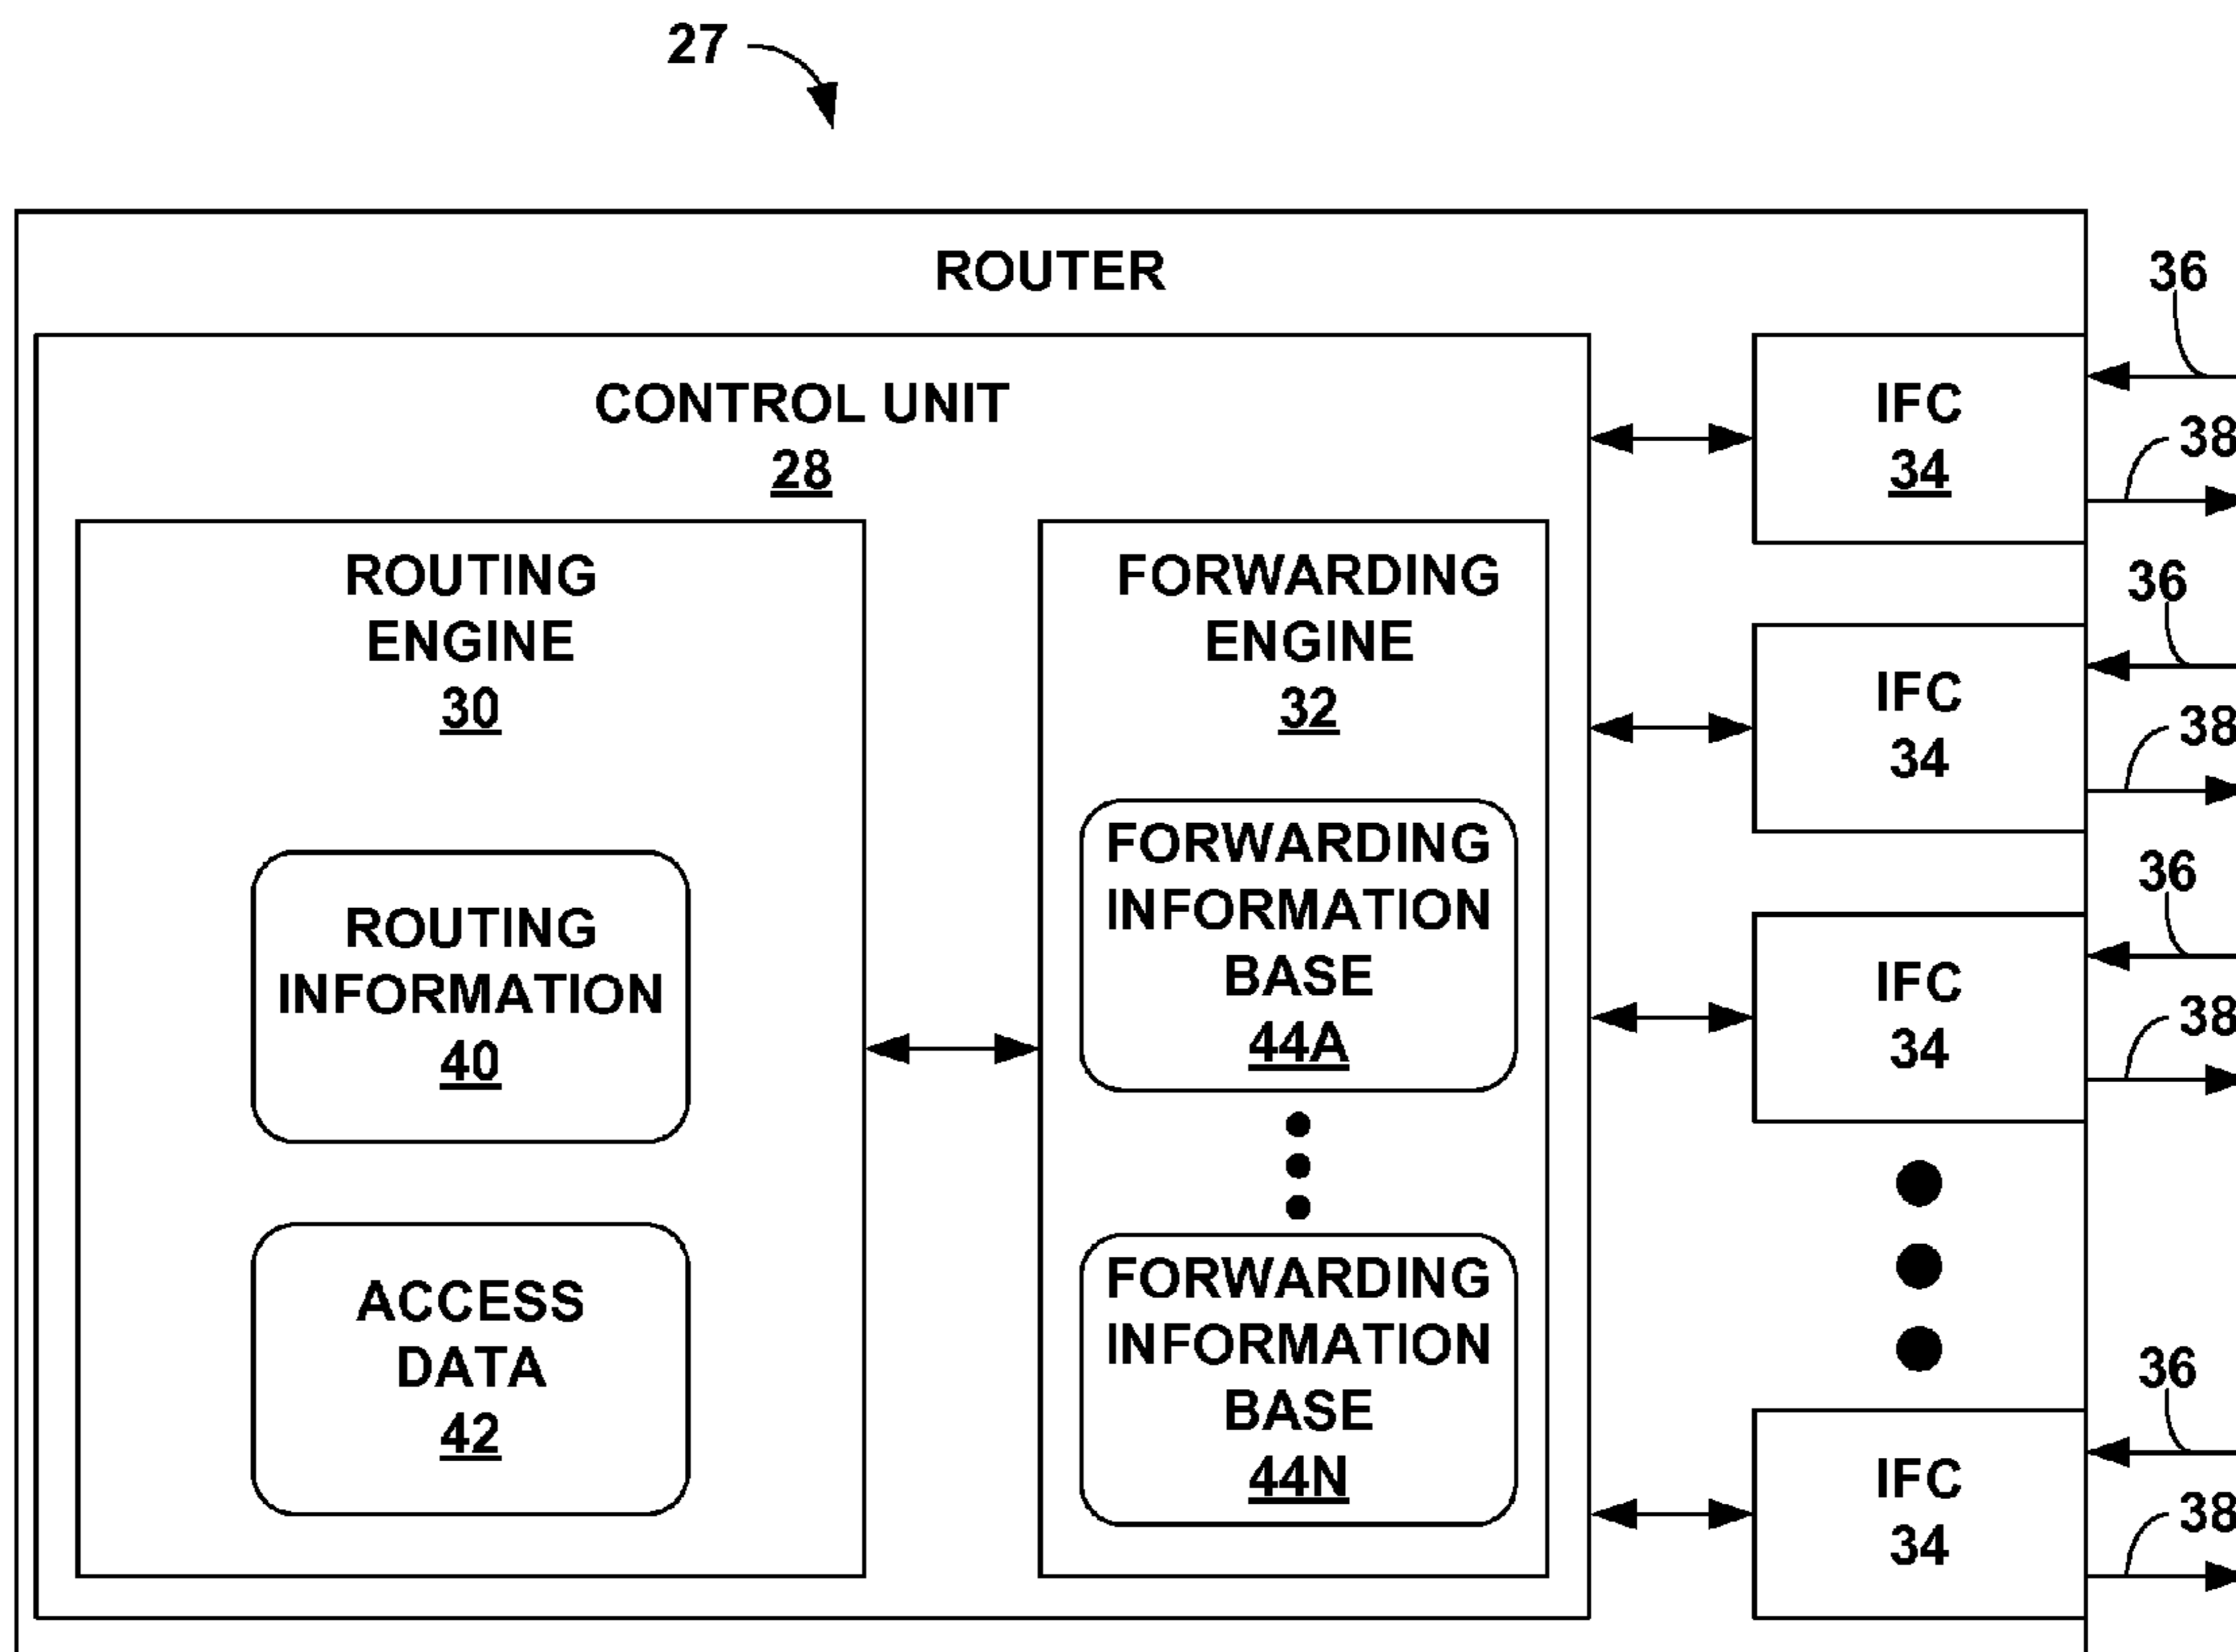 27
ROUTER
CONTROL UNIT
28
ROUTING
ENGINE
30
ROUTING
INFORMATION
40
ACCESS
DATA
42
FORWARDING
ENGINE
32
FORWARDING
INFORMATION
BASE
44A
FORWARDING
INFORMATION
BASE
44N
IFC
34
36
38
IFC
34
36
38
IFC
34
36
38
IFC
34
36
38